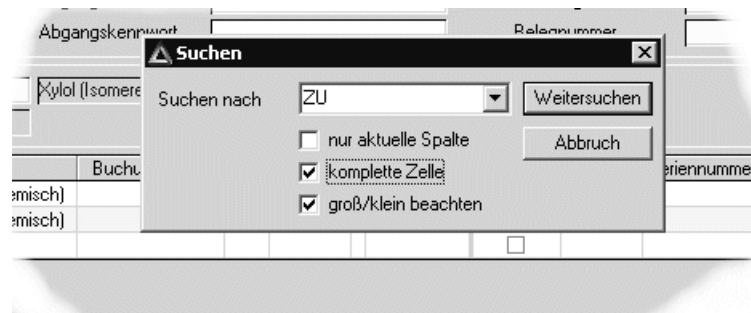 Abgangskennwort
Belegnummer
Suchen
Xylol (Isomere
Suchen nach
ZU
Weitersuchen
nur aktuelle Spalte
Abbruch
Buchu
eriennumme
komplette Zelle
emisch)
groß/klein beachten
emisch)